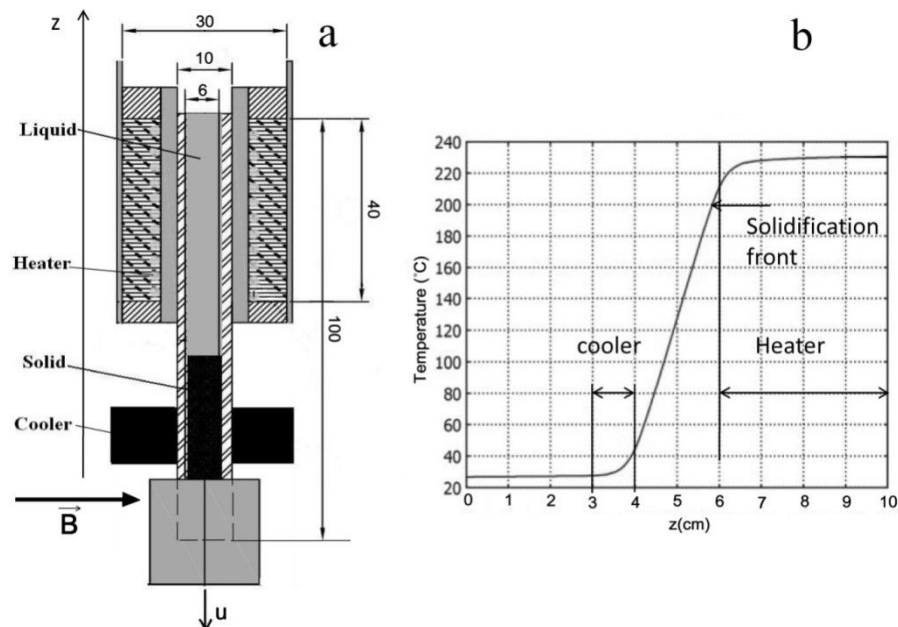 z
30
a
10
6
Liquid
Heater
40
100
Solid
Cooler
B
u
b
Temperature (°C)
240
220
200
180
160
140
120
100
80
60
40
20
Solidification
front
cooler
Heater
0 1 2 3 4 5 6 7 8 9 10
z(cm)